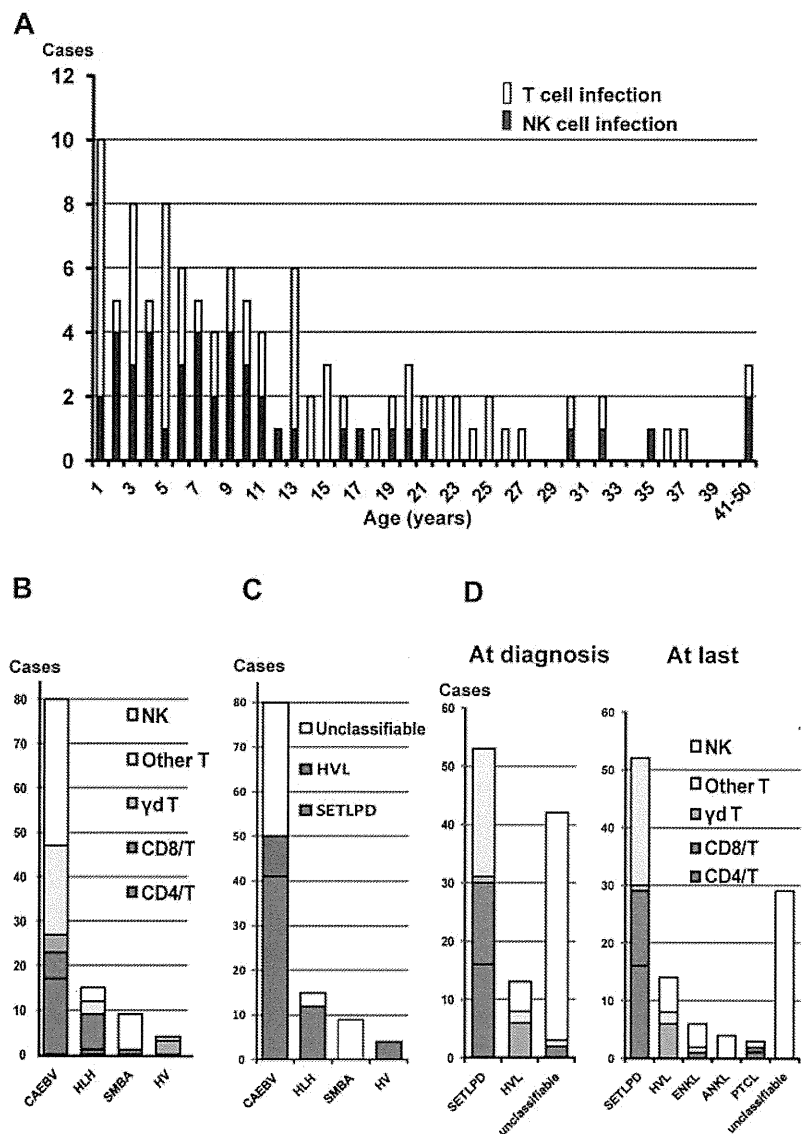 A
Cases
12
T cell infection
NK cell infection
10
8
6
4
2
0
1 3 5 7 9 11 13 15 17 19 21 23 25 27 29 31 33 35 37 39 41-50
Age (years)
B
Cases
80
70
60
50
40
30
20
10
0
NK
Other T
γd T
CD8/T
CD4/T
CAEBV HLH SMBA HV
C
Cases
80
70
60
50
40
30
20
10
0
Unclassifiable
HVL
SETLPD
CAEBV HLH SMBA HV
D
At diagnosis
Cases
60
50
40
30
20
10
0
SETLPD HVL unclassifiable
At last
60
50
40
30
20
10
0
NK
Other T
γd T
CD8/T
CD4/T
SETLPD HVL ENKL ANKL PTCL unclassifiable